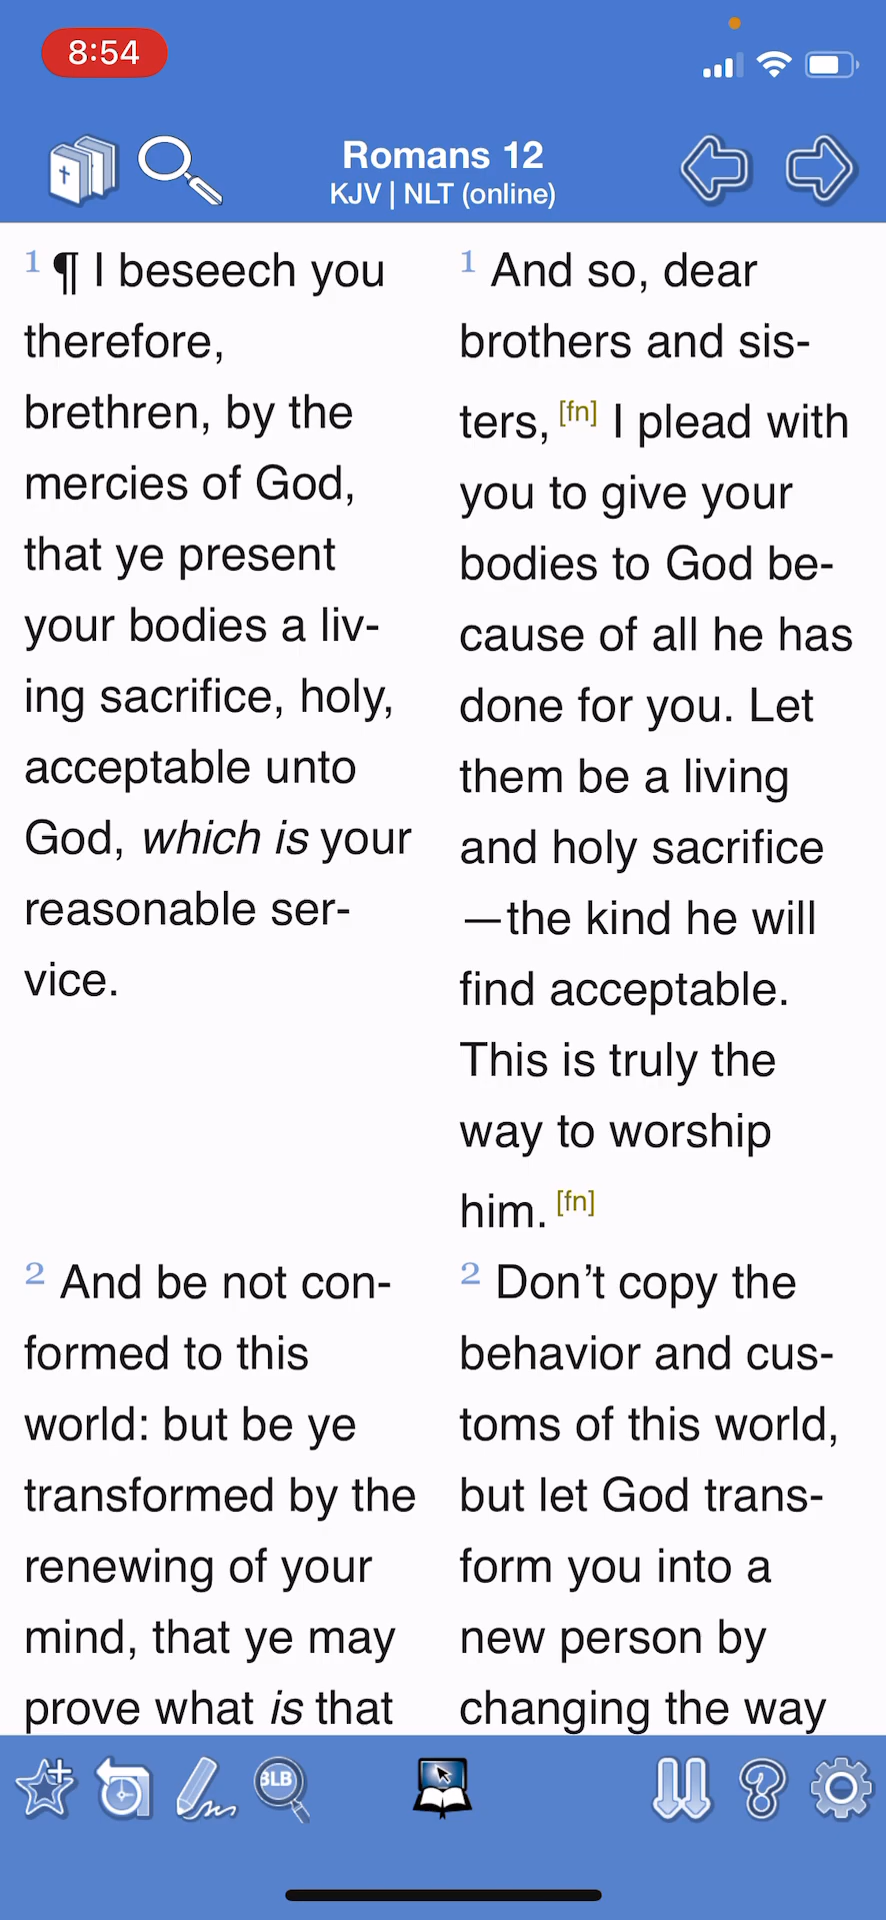 8:54
Romans 12
KJV | NLT (online)
1 ¶ I beseech you
therefore,
brethren, by the
mercies of God,
that ye present
your bodies a liv-
ing sacrifice, holy,
acceptable unto
God, which is your
reasonable ser-
vice.
1 And so, dear
brothers and sis-
ters, [fn] I plead with
you to give your
bodies to God be-
cause of all he has
done for you. Let
them be a living
and holy sacrifice
—the kind he will
find acceptable.
This is truly the
way to worship
him. [fn]
2 And be not con-
formed to this
world: but be ye
transformed by the
renewing of your
mind, that ye may
prove what is that
2 Don’t copy the
behavior and cus-
toms of this world,
but let God trans-
form you into a
new person by
changing the way
BLB